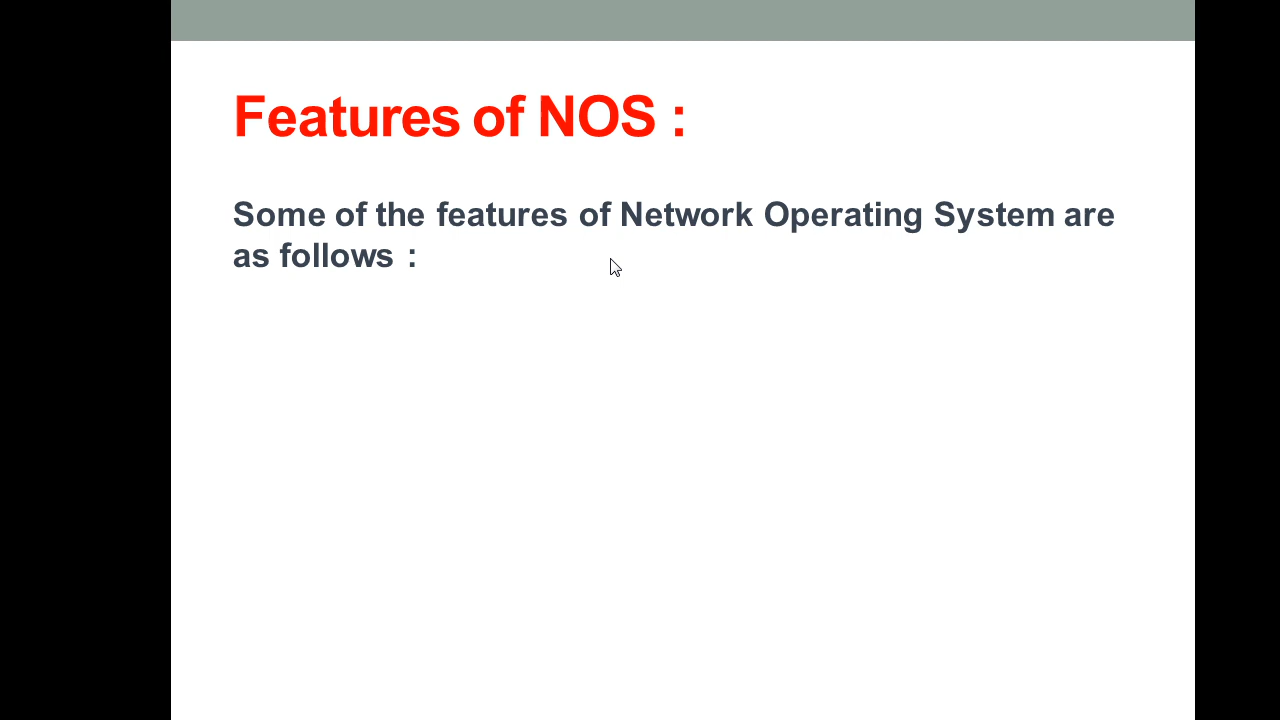 Features of NOS :
Some of the features of Network Operating System are
as follows :